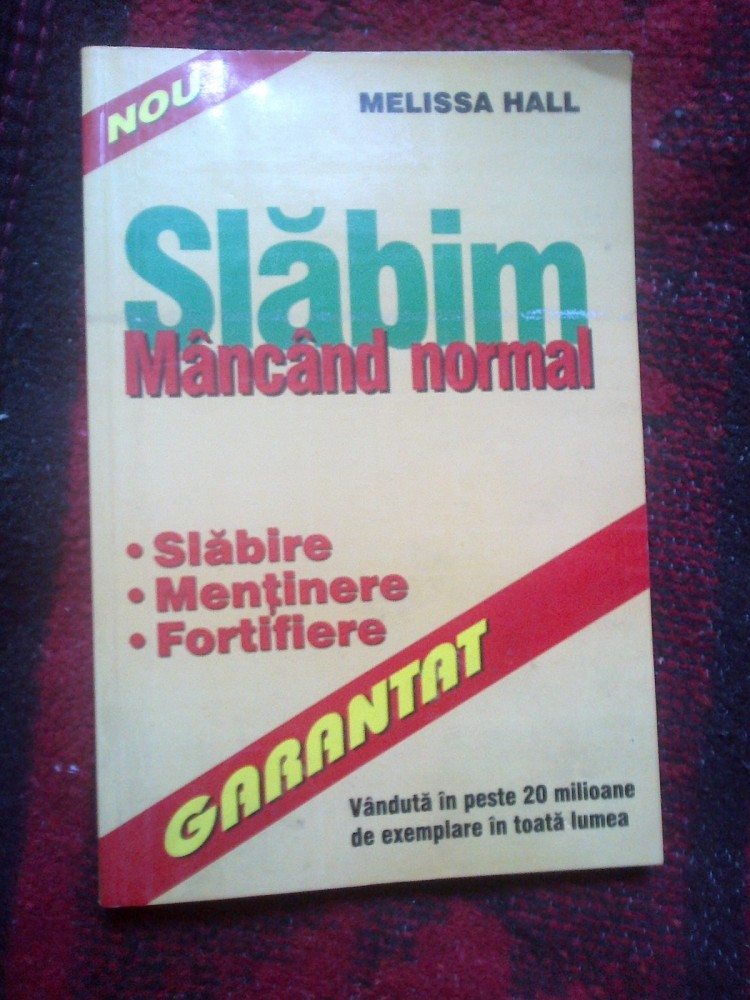 NOU!
MELISSA HALL
Slăbim
Mâncând normal
• Slăbire
• Menținere
• Fortifiere
GARANTAT
Vândută în peste 20 milioane
de exemplare în toată lumea